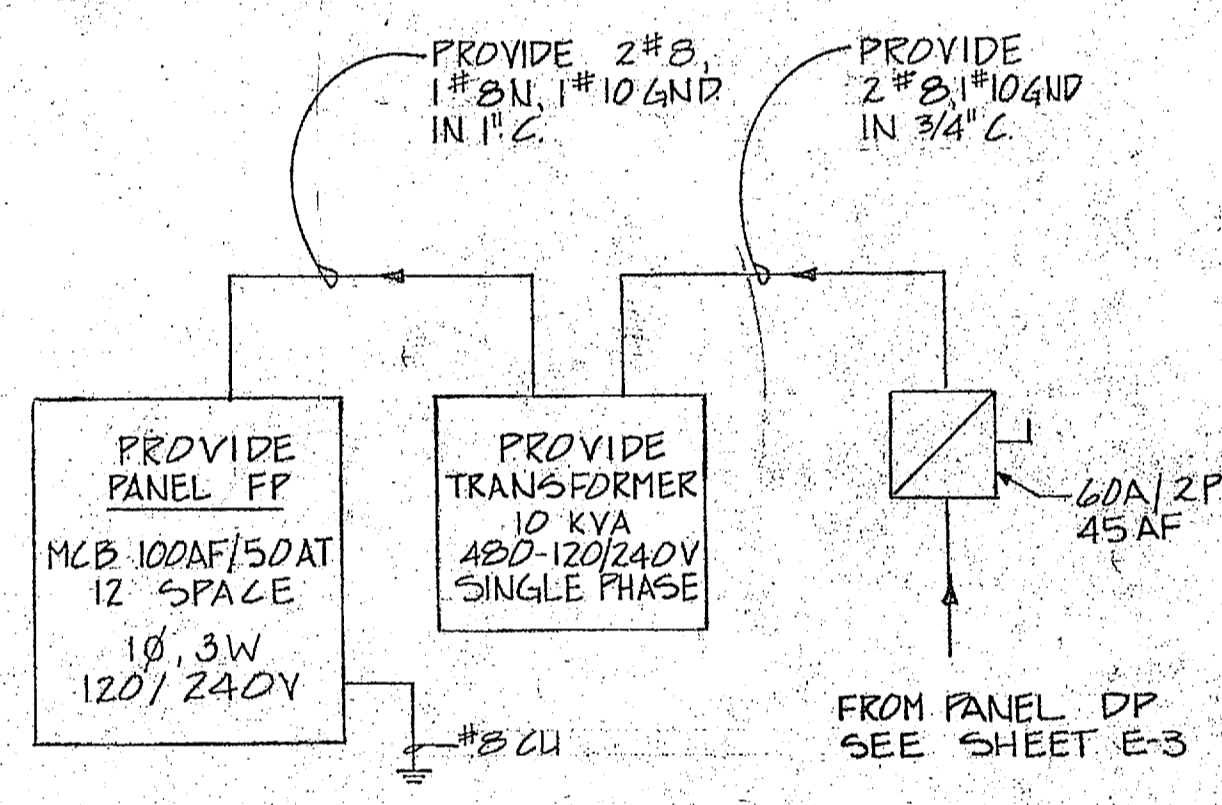 PROVIDE 2#8,
1#8N, 1#10 GND.
IN 1" C.
PROVIDE
2#8, 1#10GND
IN 3/4" C.
PROVIDE
PANEL FP
MCB 100AF/50AT
12 SPACE
1Ø, 3W
120/240V
PROVIDE
TRANSFORMER
10 KVA
480-120/240V
SINGLE PHASE
60A/2P
45AF
#8 CU
FROM PANEL DP
SEE SHEET E-3